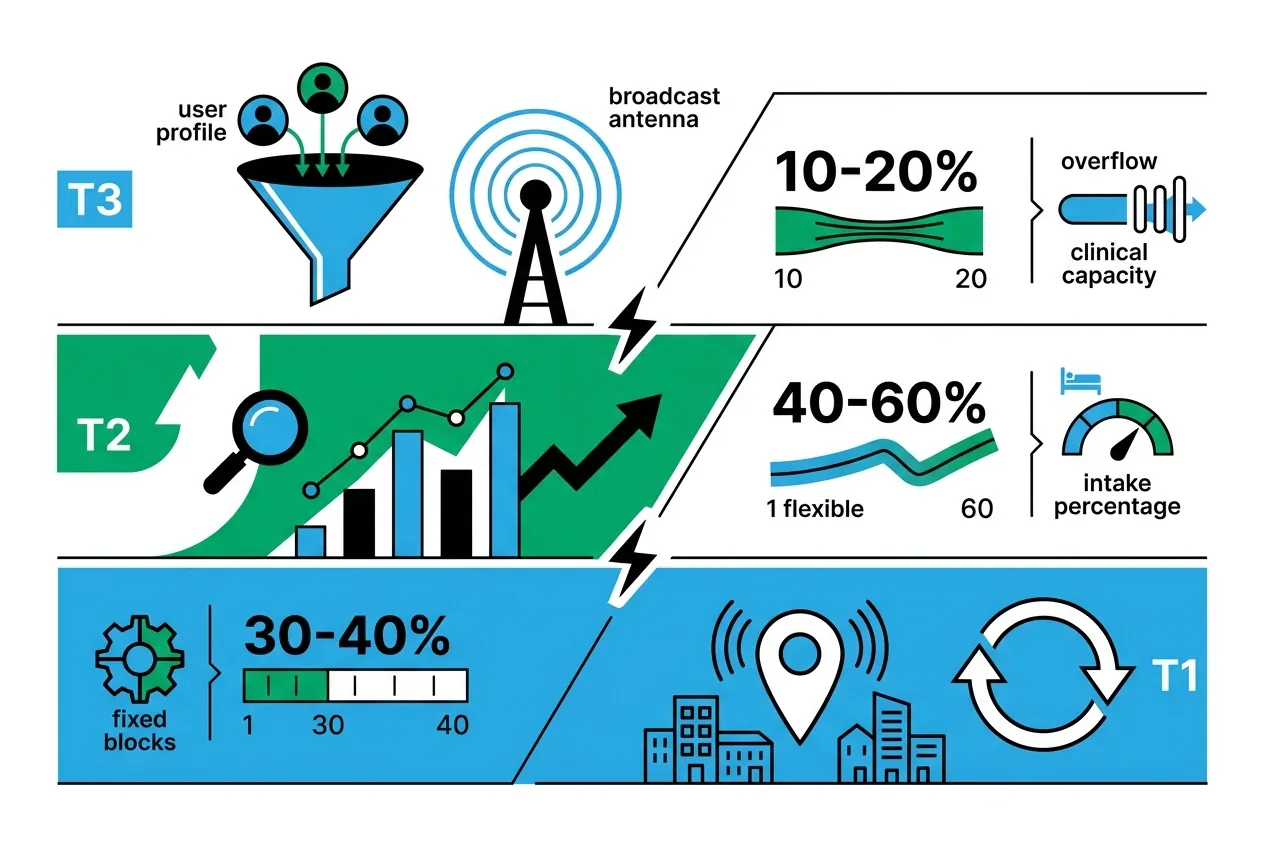 user
profile
broadcast
antenna
T3
10-20%
10
20
overflow
clinical
capacity
T2
40-60%
1 flexible
60
intake
percentage
fixed
blocks
30-40%
1
30
40
T1